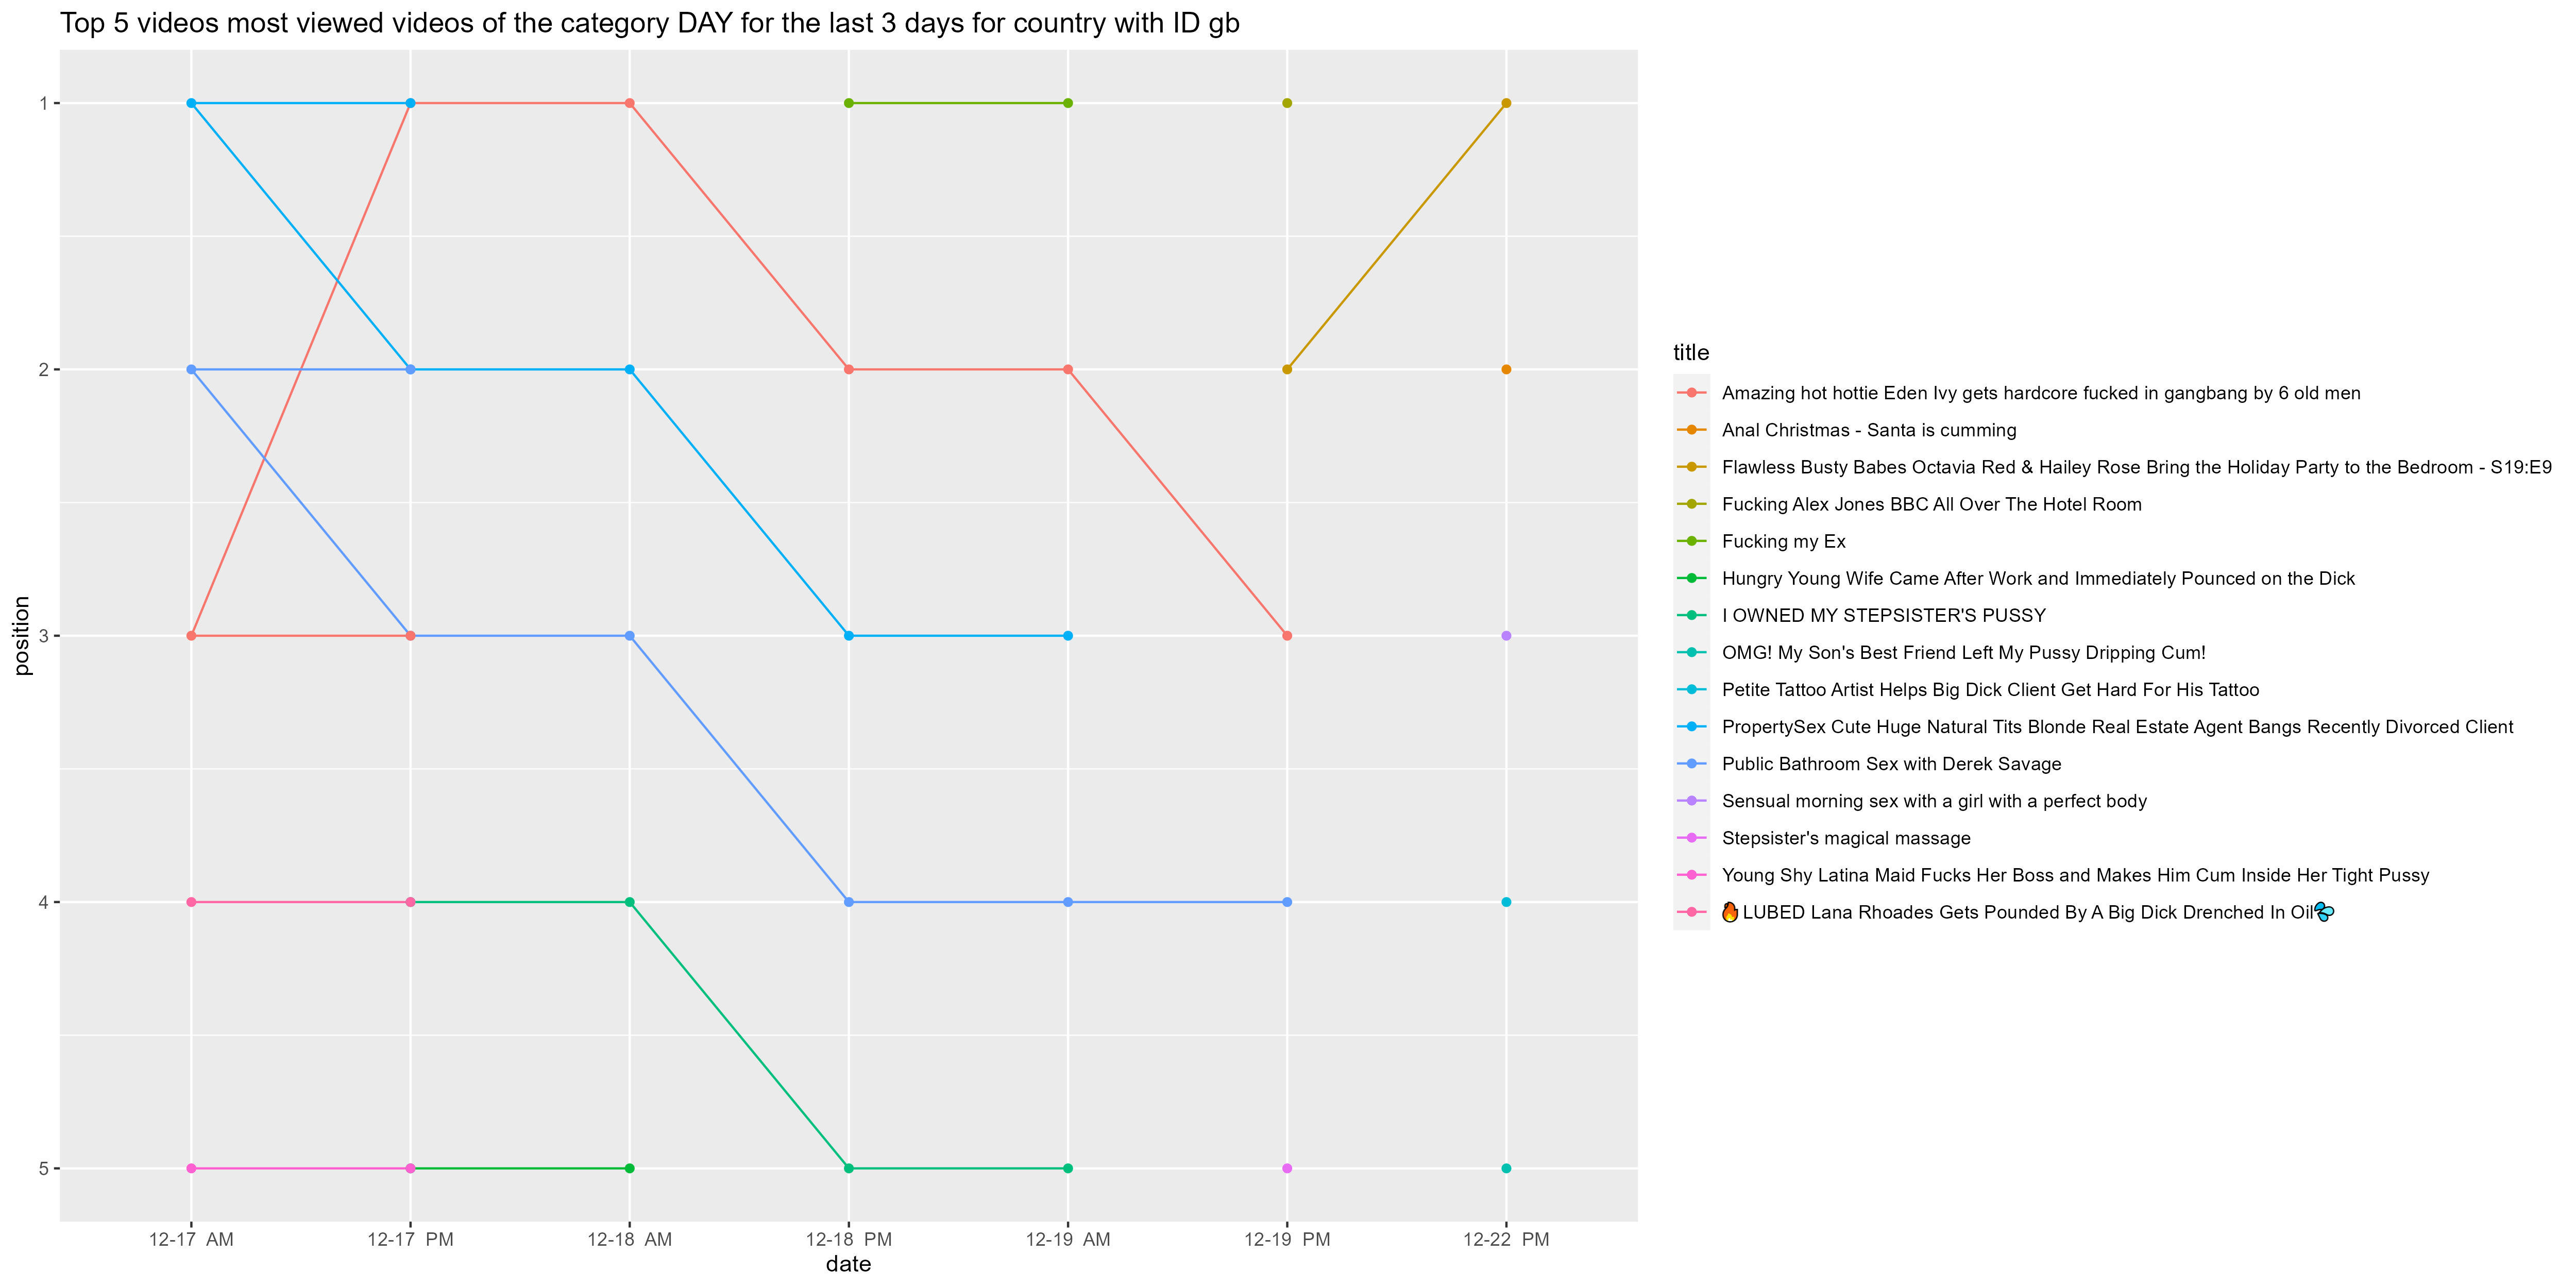 Top 5 videos most viewed videos of the category DAY for the last 3 days for country with ID gb
position
1
2
3
4
5
12-17 AM
12-17 PM
12-18 AM
12-18 PM
12-19 AM
12-19 PM
12-22 PM
date
title
Amazing hot hottie Eden Ivy gets hardcore fucked in gangbang by 6 old men
Anal Christmas - Santa is cumming
Flawless Busty Babes Octavia Red & Hailey Rose Bring the Holiday Party to the Bedroom - S19:E9
Fucking Alex Jones BBC All Over The Hotel Room
Fucking my Ex
Hungry Young Wife Came After Work and Immediately Pounced on the Dick
I OWNED MY STEPSISTER'S PUSSY
OMG! My Son's Best Friend Left My Pussy Dripping Cum!
Petite Tattoo Artist Helps Big Dick Client Get Hard For His Tattoo
PropertySex Cute Huge Natural Tits Blonde Real Estate Agent Bangs Recently Divorced Client
Public Bathroom Sex with Derek Savage
Sensual morning sex with a girl with a perfect body
Stepsister's magical massage
Young Shy Latina Maid Fucks Her Boss and Makes Him Cum Inside Her Tight Pussy
🔥LUBED Lana Rhoades Gets Pounded By A Big Dick Drenched In Oil💦